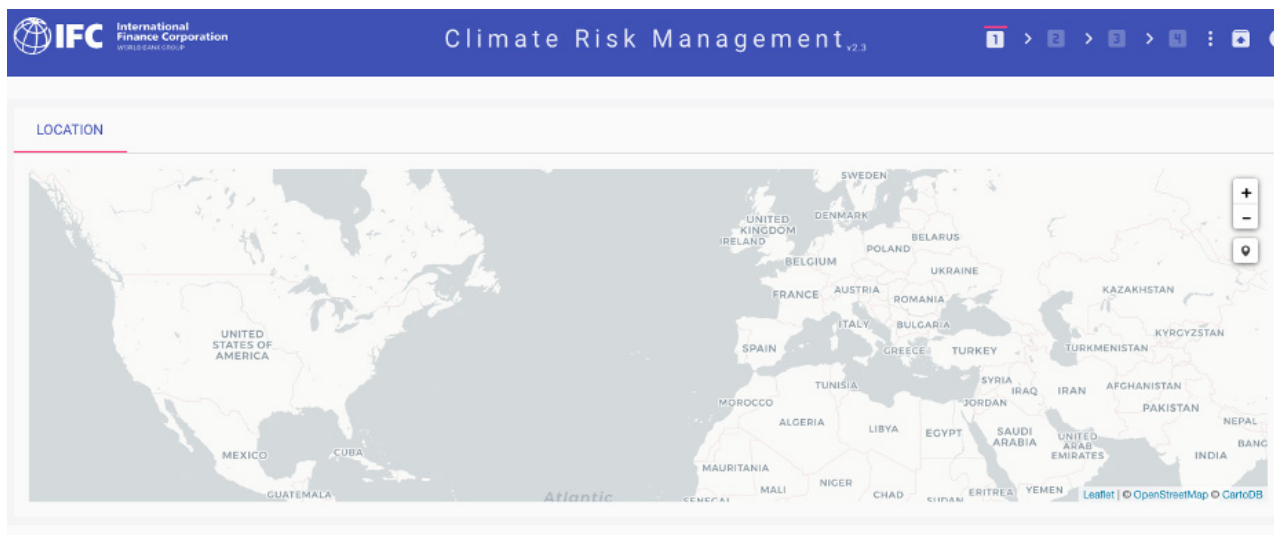 IFC
International
Finance Corporation
WORLD BANK GROUP
Climate Risk Management v2.3
1 > 2 > 3 > 4
LOCATION
+
−
SWEDEN
UNITED
KINGDOM
DENMARK
IRELAND
BELARUS
POLAND
BELGIUM
UKRAINE
FRANCE
AUSTRIA
ROMANIA
KAZAKHSTAN
UNITED
STATES OF
AMERICA
ITALY
BULGARIA
KYRGYZSTAN
SPAIN
GREECE
TURKEY
TURKMENISTAN
TUNISIA
SYRIA
IRAQ
IRAN
AFGHANISTAN
MOROCCO
JORDAN
PAKISTAN
ALGERIA
LIBYA
EGYPT
SAUDI
ARABIA
UNITED
ARAB
EMIRATES
NEPAL
BANG
INDIA
MEXICO
CUBA
MAURITANIA
MALI
NIGER
CHAD
SUDAN
ERITREA
YEMEN
GUATEMALA
Atlantic
SENEGAL
Leaflet | © OpenStreetMap © CartoDB